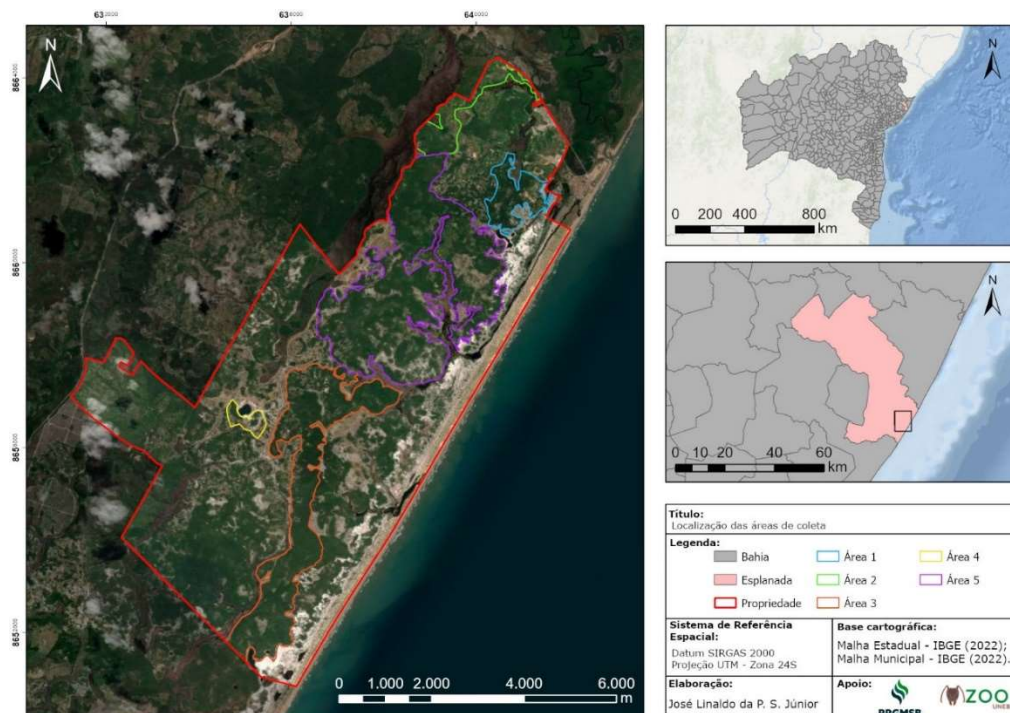 N
0 1.000 2.000 4.000 6.000
m
N
0 200 400 800
km
N
0 10 20 40 60
km
Título:
Localização das áreas de coleta
Legenda:
Bahia
Esplanada
Propriedade
Área 1
Área 2
Área 3
Área 4
Área 5
Sistema de Referência
Espacial:
Datum SIRGAS 2000
Projeção UTM - Zona 24S
Base cartográfica:
Malha Estadual - IBGE (2022);
Malha Municipal - IBGE (2022).
Elaboração:
José Linaldo da P. S. Júnior
Apoio:
PPGMSB
ZOO
UNEB